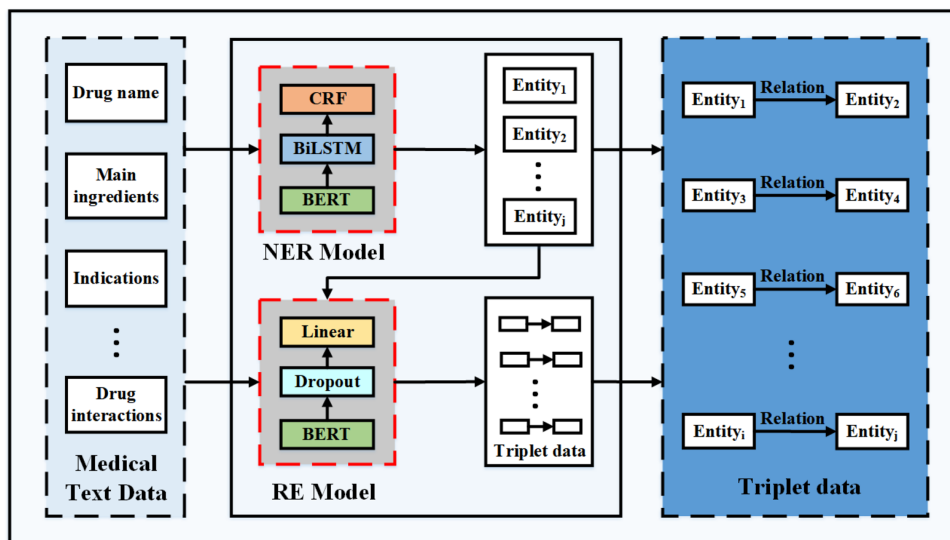 Drug name
Main
ingredients
Indications
Drug
interactions
Medical
Text Data
CRF
BiLSTM
BERT
NER Model
Linear
Dropout
BERT
RE Model
Entity₁
Entity₂
Entityⱼ
Triplet data
Entity₁ Relation Entity₂
Entity₃ Relation Entity₄
Entity₅ Relation Entity₆
Entityᵢ Relation Entityⱼ
Triplet data